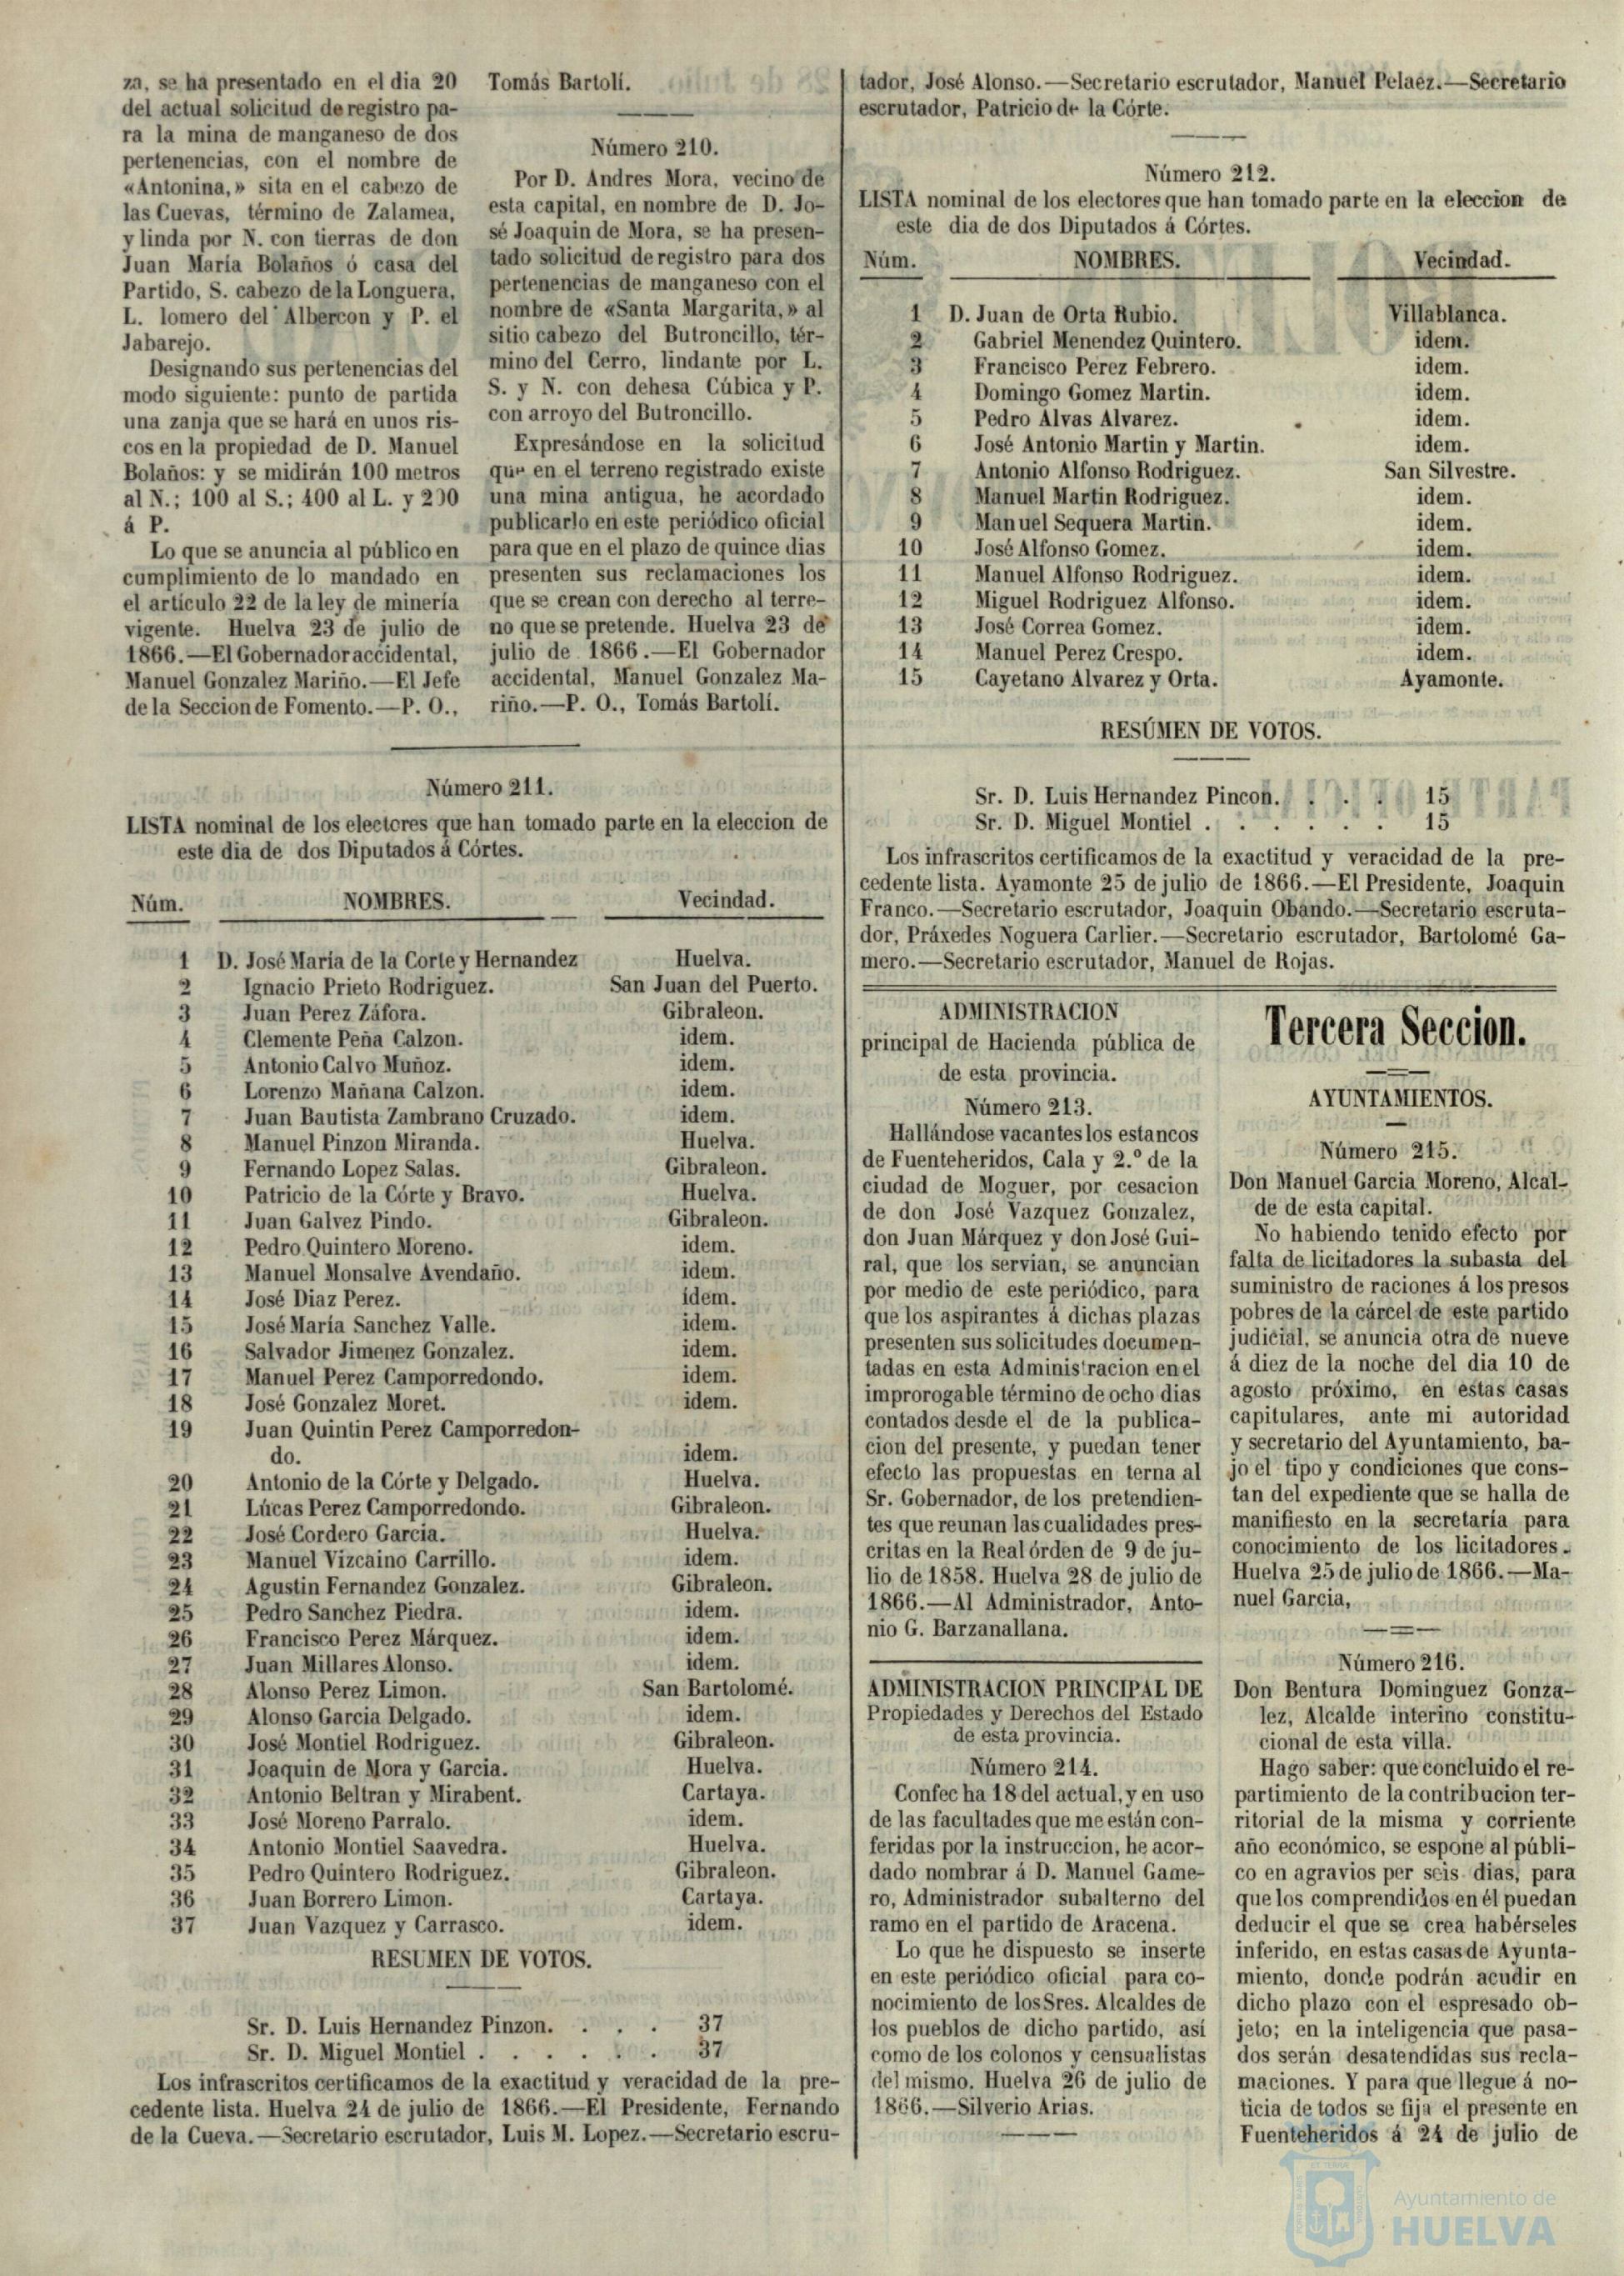 za, se ha presentado en el dia 20
del actual solicitud de registro pa-
ra la mina de manganeso de dos
pertenencias, con el nombre de
«Antonina,» sita en el cabezo de
las Cuevas, término de Zalamea,
y linda por N. con tierras de don
Juan María Bolaños ó casa del
Partido, S. cabezo de la Longuera,
L. lomero del Albercon y P. el
Jabarejo.
Designando sus pertenencias del
modo siguiente: punto de partida
una zanja que se hará en unos ris-
cos en la propiedad de D. Manuel
Bolaños: y se midirán 100 metros
al N.; 100 al S.; 400 al L. y 200
á P.
Lo que se anuncia al público en
cumplimiento de lo mandado en
el artículo 22 de la ley de minería
vigente. Huelva 23 de julio de
1866.—El Gobernador accidental,
Manuel Gonzalez Mariño.—El Jefe
de la Seccion de Fomento.—P. O.,
Tomás Bartolí.
Número 210.
Por D. Andres Mora, vecino de
esta capital, en nombre de D. Jo-
sé Joaquin de Mora, se ha presen-
tado solicitud de registro para dos
pertenencias de manganeso con el
nombre de «Santa Margarita,» al
sitio cabezo del Butroncillo, tér-
mino del Cerro, lindante por L.
S. y N. con dehesa Cúbica y P.
con arroyo del Butroncillo.
Expresándose en la solicitud
que en el terreno registrado existe
una mina antigua, he acordado
publicarlo en este periódico oficial
para que en el plazo de quince dias
presenten sus reclamaciones los
que se crean con derecho al terre-
no que se pretende. Huelva 23 de
julio de 1866.—El Gobernador
accidental, Manuel Gonzalez Ma-
riño.—P. O., Tomás Bartolí.
Número 211.
LISTA nominal de los electores que han tomado parte en la eleccion de
este dia de dos Diputados á Córtes.
Núm. NOMBRES. Vecindad.
1 D. José María de la Corte y Hernandez Huelva.
2 Ignacio Prieto Rodriguez. San Juan del Puerto.
3 Juan Perez Záfora. Gibraleon.
4 Clemente Peña Calzon. idem.
5 Antonio Calvo Muñoz. idem.
6 Lorenzo Mañana Calzon. idem.
7 Juan Bautista Zambrano Cruzado. idem.
8 Manuel Pinzon Miranda. Huelva.
9 Fernando Lopez Salas. Gibraleon.
10 Patricio de la Córte y Bravo. Huelva.
11 Juan Galvez Pindo. Gibraleon.
12 Pedro Quintero Moreno. idem.
13 Manuel Monsalve Avendaño. idem.
14 José Diaz Perez. idem.
15 José María Sanchez Valle. idem.
16 Salvador Jimenez Gonzalez. idem.
17 Manuel Perez Camporredondo. idem.
18 José Gonzalez Moret. idem.
19 Juan Quintin Perez Camporredon-
do. idem.
20 Antonio de la Córte y Delgado. Huelva.
21 Lúcas Perez Camporredondo. Gibraleon.
22 José Cordero Garcia. Huelva.
23 Manuel Vizcaino Carrillo. idem.
24 Agustin Fernandez Gonzalez. Gibraleon.
25 Pedro Sanchez Piedra. idem.
26 Francisco Perez Márquez. idem.
27 Juan Millares Alonso. idem.
28 Alonso Perez Limon. San Bartolomé.
29 Alonso Garcia Delgado. idem.
30 José Montiel Rodriguez. Gibraleon.
31 Joaquin de Mora y Garcia. Huelva.
32 Antonio Beltran y Mirabent. Cartaya.
33 José Moreno Parralo. idem.
34 Antonio Montiel Saavedra. Huelva.
35 Pedro Quintero Rodriguez. Gibraleon.
36 Juan Borrero Limon. Cartaya.
37 Juan Vazquez y Carrasco. idem.
RESUMEN DE VOTOS.
Sr. D. Luis Hernandez Pinzon. . . . 37
Sr. D. Miguel Montiel . . . . . . 37
Los infrascritos certificamos de la exactitud y veracidad de la pre-
cedente lista. Huelva 24 de julio de 1866.—El Presidente, Fernando
de la Cueva.—Secretario escrutador, Luis M. Lopez.—Secretario escru-
tador, José Alonso.—Secretario escrutador, Manuel Pelaez.—Secretario
escrutador, Patricio de la Córte.
Número 212.
LISTA nominal de los electores que han tomado parte en la eleccion de
este dia de dos Diputados á Córtes.
Núm. NOMBRES. Vecindad.
1 D. Juan de Orta Rubio. Villablanca.
2 Gabriel Menendez Quintero. idem.
3 Francisco Perez Febrero. idem.
4 Domingo Gomez Martin. idem.
5 Pedro Alvas Alvarez. idem.
6 José Antonio Martin y Martin. idem.
7 Antonio Alfonso Rodriguez. San Silvestre.
8 Manuel Martin Rodriguez. idem.
9 Manuel Sequera Martin. idem.
10 José Alfonso Gomez. idem.
11 Manuel Alfonso Rodriguez. idem.
12 Miguel Rodriguez Alfonso. idem.
13 José Correa Gomez. idem.
14 Manuel Perez Crespo. idem.
15 Cayetano Alvarez y Orta. Ayamonte.
RESÚMEN DE VOTOS.
Sr. D. Luis Hernandez Pincon. . . . 15
Sr. D. Miguel Montiel . . . . . . 15
Los infrascritos certificamos de la exactitud y veracidad de la pre-
cedente lista. Ayamonte 25 de julio de 1866.—El Presidente, Joaquin
Franco.—Secretario escrutador, Joaquin Obando.—Secretario escruta-
dor, Práxedes Noguera Carlier.—Secretario escrutador, Bartolomé Ga-
mero.—Secretario escrutador, Manuel de Rojas.
ADMINISTRACION
principal de Hacienda pública de
de esta provincia.
Número 213.
Hallándose vacantes los estancos
de Fuenteheridos, Cala y 2.º de la
ciudad de Moguer, por cesacion
de don José Vazquez Gonzalez,
don Juan Márquez y don José Gui-
ral, que los servian, se anuncian
por medio de este periódico, para
que los aspirantes á dichas plazas
presenten sus solicitudes documen-
tadas en esta Administracion en el
improrogable término de ocho dias
contados desde el de la publica-
cion del presente, y puedan tener
efecto las propuestas en terna al
Sr. Gobernador, de los pretendien-
tes que reunan las cualidades pres-
critas en la Real órden de 9 de ju-
lio de 1858. Huelva 28 de julio de
1866.—Al Administrador, Anto-
nio G. Barzanallana.
ADMINISTRACION PRINCIPAL DE
Propiedades y Derechos del Estado
de esta provincia.
Número 214.
Confec ha 18 del actual, y en uso
de las facultades que me están con-
feridas por la instruccion, he acor-
dado nombrar á D. Manuel Game-
ro, Administrador subalterno del
ramo en el partido de Aracena.
Lo que he dispuesto se inserte
en este periódico oficial para co-
nocimiento de los Sres. Alcaldes de
los pueblos de dicho partido, así
como de los colonos y censualistas
del mismo. Huelva 26 de julio de
1866.—Silverio Arias.
Tercera Seccion.
AYUNTAMIENTOS.
Número 215.
Don Manuel Garcia Moreno, Alcal-
de de esta capital.
No habiendo tenido efecto por
falta de licitadores la subasta del
suministro de raciones á los presos
pobres de la cárcel de este partido
judicial, se anuncia otra de nueve
á diez de la noche del dia 10 de
agosto próximo, en estas casas
capitulares, ante mi autoridad
y secretario del Ayuntamiento, ba-
jo el tipo y condiciones que cons-
tan del expediente que se halla de
manifiesto en la secretaría para
conocimiento de los licitadores.
Huelva 25 de julio de 1866.—Ma-
nuel Garcia,
Número 216.
Don Bentura Dominguez Gonza-
lez, Alcalde interino constitu-
cional de esta villa.
Hago saber: que concluido el re-
partimiento de la contribucion ter-
ritorial de la misma y corriente
año económico, se espone al públi-
co en agravios per seis dias, para
que los comprendidos en él puedan
deducir el que se crea habérseles
inferido, en estas casas de Ayunta-
miento, donde podrán acudir en
dicho plazo con el espresado ob-
jeto; en la inteligencia que pasa-
dos serán desatendidas sus recla-
maciones. Y para que llegue á no-
ticia de todos se fija el presente en
Fuenteheridos á 24 de julio de
Ayuntamiento de
HUELVA